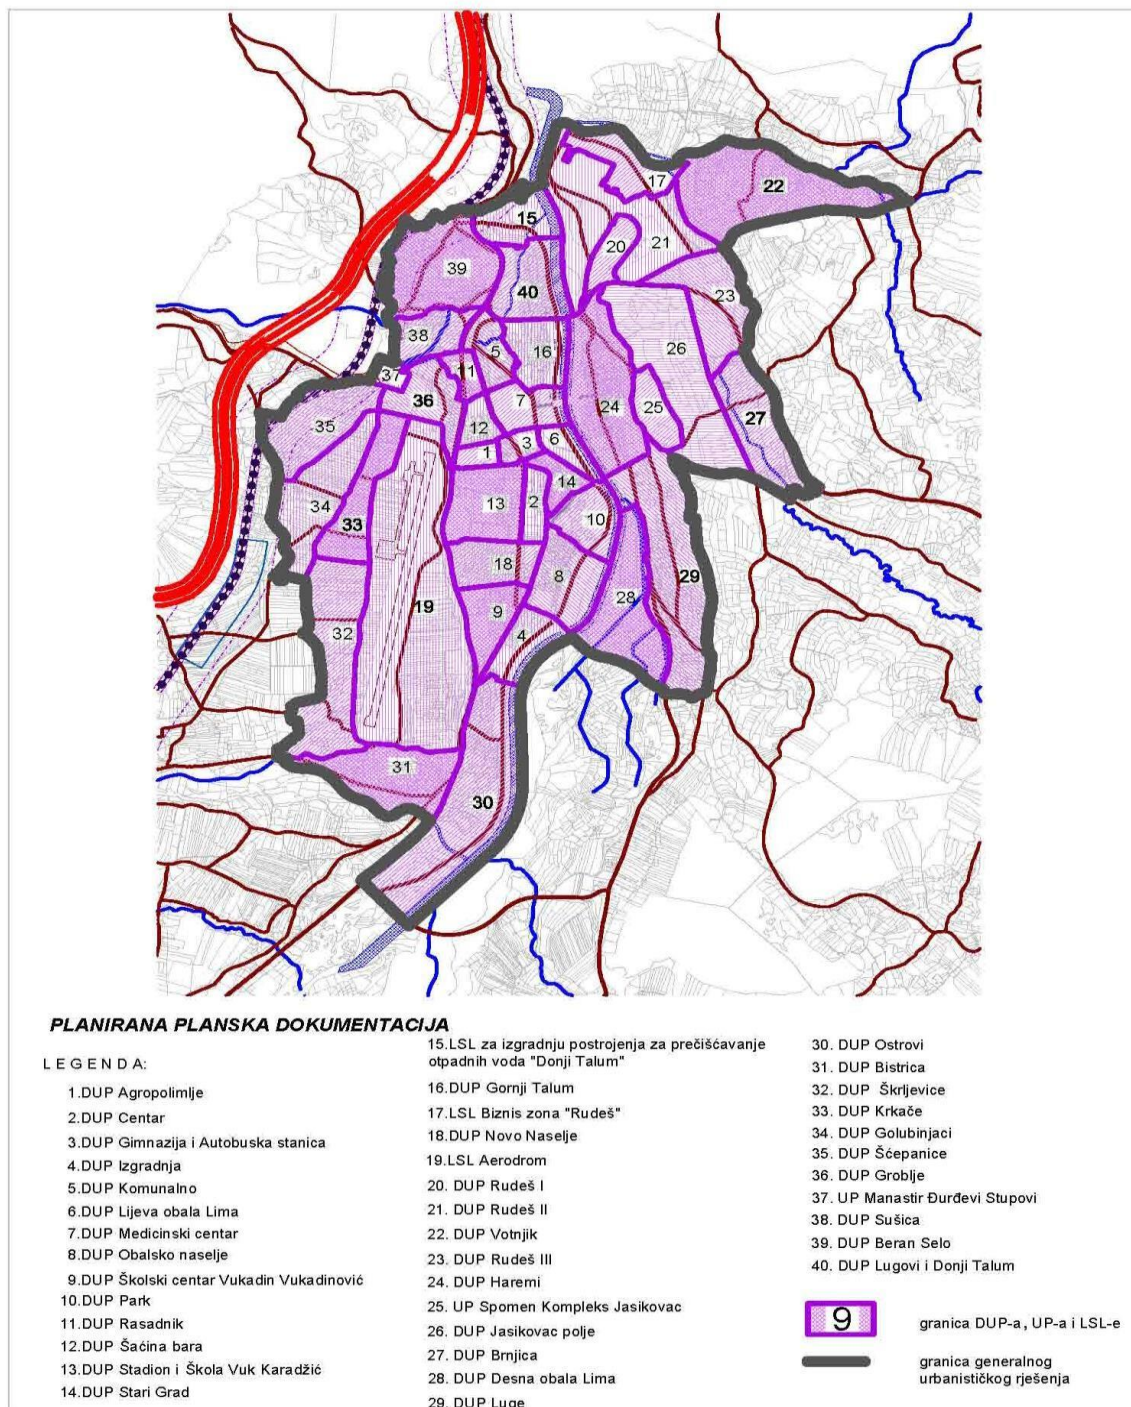 17
22
15
20
21
39
40
23
38
5
16
26
11
37
36
7
24
25
27
35
12
3
6
1
14
34
13
2
10
33
18
8
29
19
9
28
32
4
31
30
PLANIRANA PLANSKA DOKUMENTACIJA
L E G E N D A:
1.DUP Agropolimlje
2.DUP Centar
3.DUP Gimnazija i Autobuska stanica
4.DUP Izgradnja
5.DUP Komunalno
6.DUP Lijeva obala Lima
7.DUP Medicinski centar
8.DUP Obalsko naselje
9.DUP Školski centar Vukadin Vukadinović
10.DUP Park
11.DUP Rasadnik
12.DUP Šaćina bara
13.DUP Stadion i Škola Vuk Karadžić
14.DUP Stari Grad
15.LSL za izgradnju postrojenja za prečišćavanje
otpadnih voda "Donji Talum"
16.DUP Gornji Talum
17.LSL Biznis zona "Rudeš"
18.DUP Novo Naselje
19.LSL Aerodrom
20. DUP Rudeš I
21. DUP Rudeš II
22. DUP Votnjik
23. DUP Rudeš III
24. DUP Haremi
25. UP Spomen Kompleks Jasikovac
26. DUP Jasikovac polje
27. DUP Brnjica
28. DUP Desna obala Lima
29. DUP Luge
30. DUP Ostrovi
31. DUP Bistrica
32. DUP Škrljevice
33. DUP Krkače
34. DUP Golubinjaci
35. DUP Šćepanice
36. DUP Groblje
37. UP Manastir Đurđevi Stupovi
38. DUP Sušica
39. DUP Beran Selo
40. DUP Lugovi i Donji Talum
9
granica DUP-a, UP-a i LSL-e
granica generalnog
urbanističkog rješenja